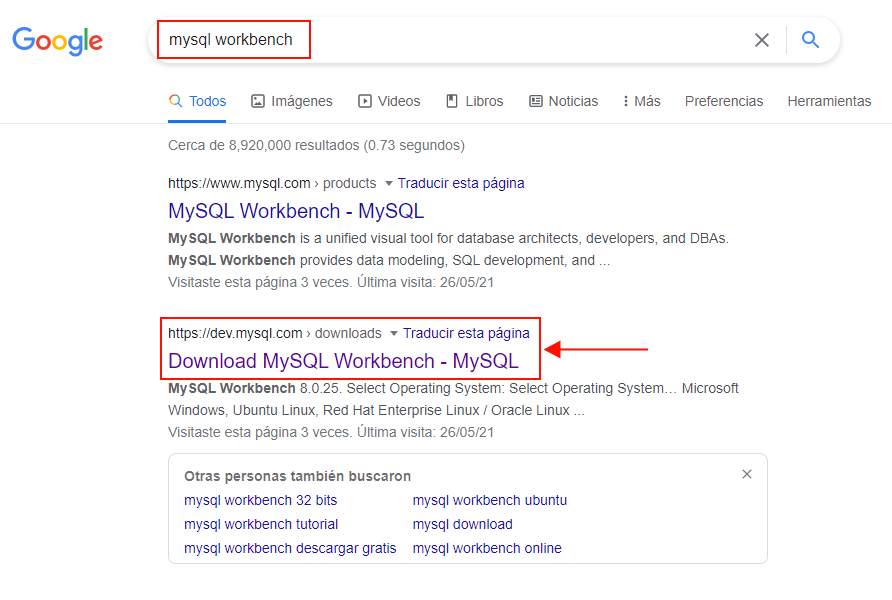 Google
mysql workbench
Todos Imágenes Videos Libros Noticias Más Preferencias Herramientas
Cerca de 8,920,000 resultados (0.73 segundos)
https://www.mysql.com › products Traducir esta página
MySQL Workbench - MySQL
MySQL Workbench is a unified visual tool for database architects, developers, and DBAs.
MySQL Workbench provides data modeling, SQL development, and ...
Visitaste esta página 3 veces. Última visita: 26/05/21
https://dev.mysql.com › downloads Traducir esta página
Download MySQL Workbench - MySQL
MySQL Workbench 8.0.25. Select Operating System: Select Operating System… Microsoft
Windows, Ubuntu Linux, Red Hat Enterprise Linux / Oracle Linux ...
Visitaste esta página 3 veces. Última visita: 26/05/21
Otras personas también buscaron
mysql workbench 32 bits mysql workbench ubuntu
mysql workbench tutorial mysql download
mysql workbench descargar gratis mysql workbench online